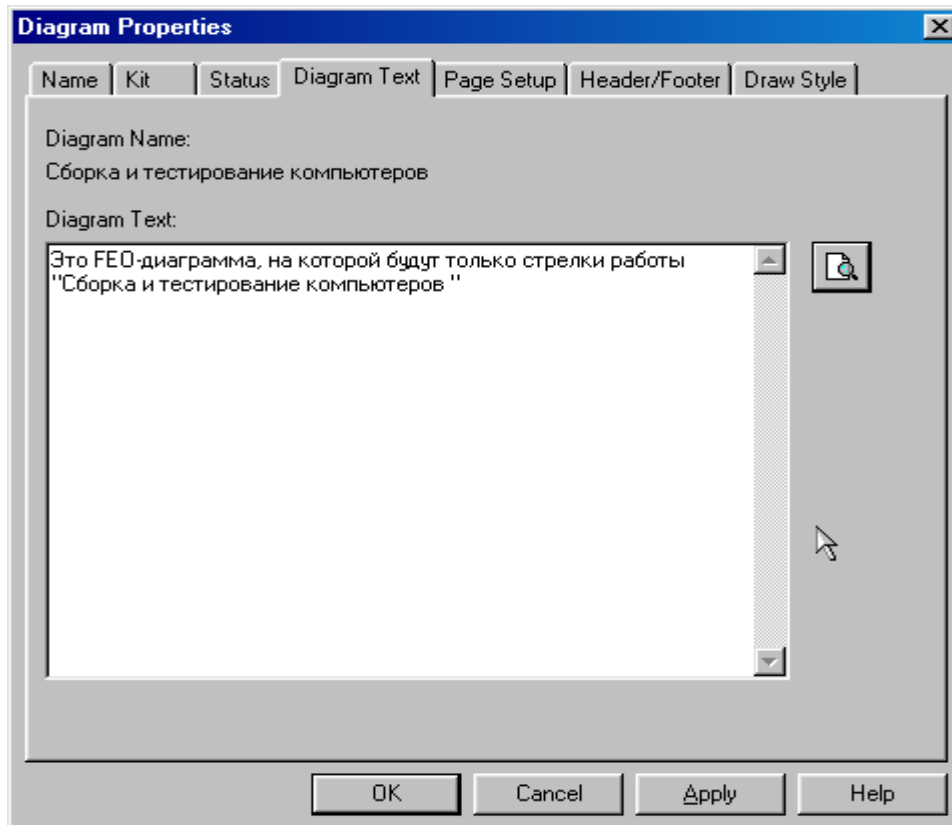 Diagram Properties
Name Kit Status Diagram Text Page Setup Header/Footer Draw Style
Diagram Name:
Сборка и тестирование компьютеров
Diagram Text:
Это FEO-диаграмма, на которой будут только стрелки работы
"Сборка и тестирование компьютеров "
OK Cancel Apply Help